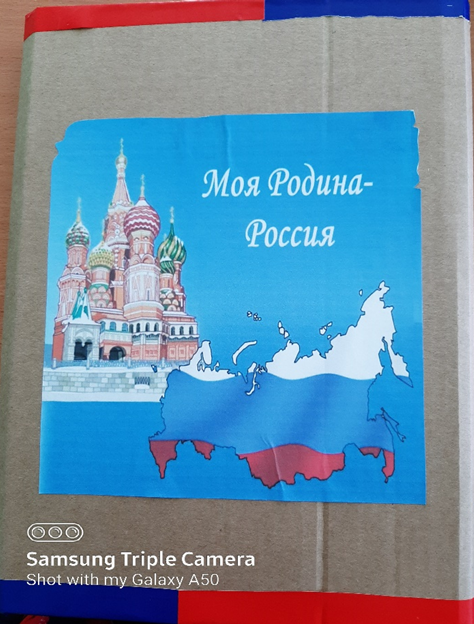 Моя Родина-
Россия
Samsung Triple Camera
Shot with my Galaxy A50